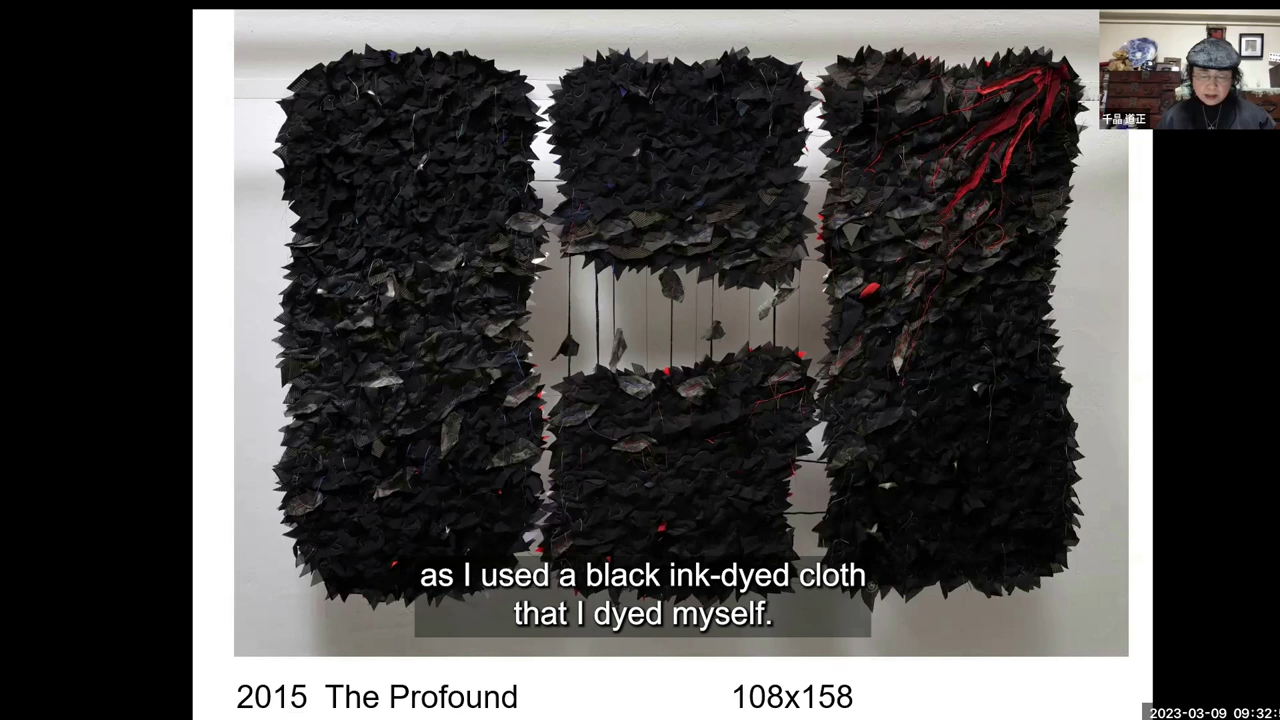 千晶 道正
as I used a black ink-dyed cloth
that I dyed myself.
2015 The Profound 108x158
2023-03-09 09:32:5